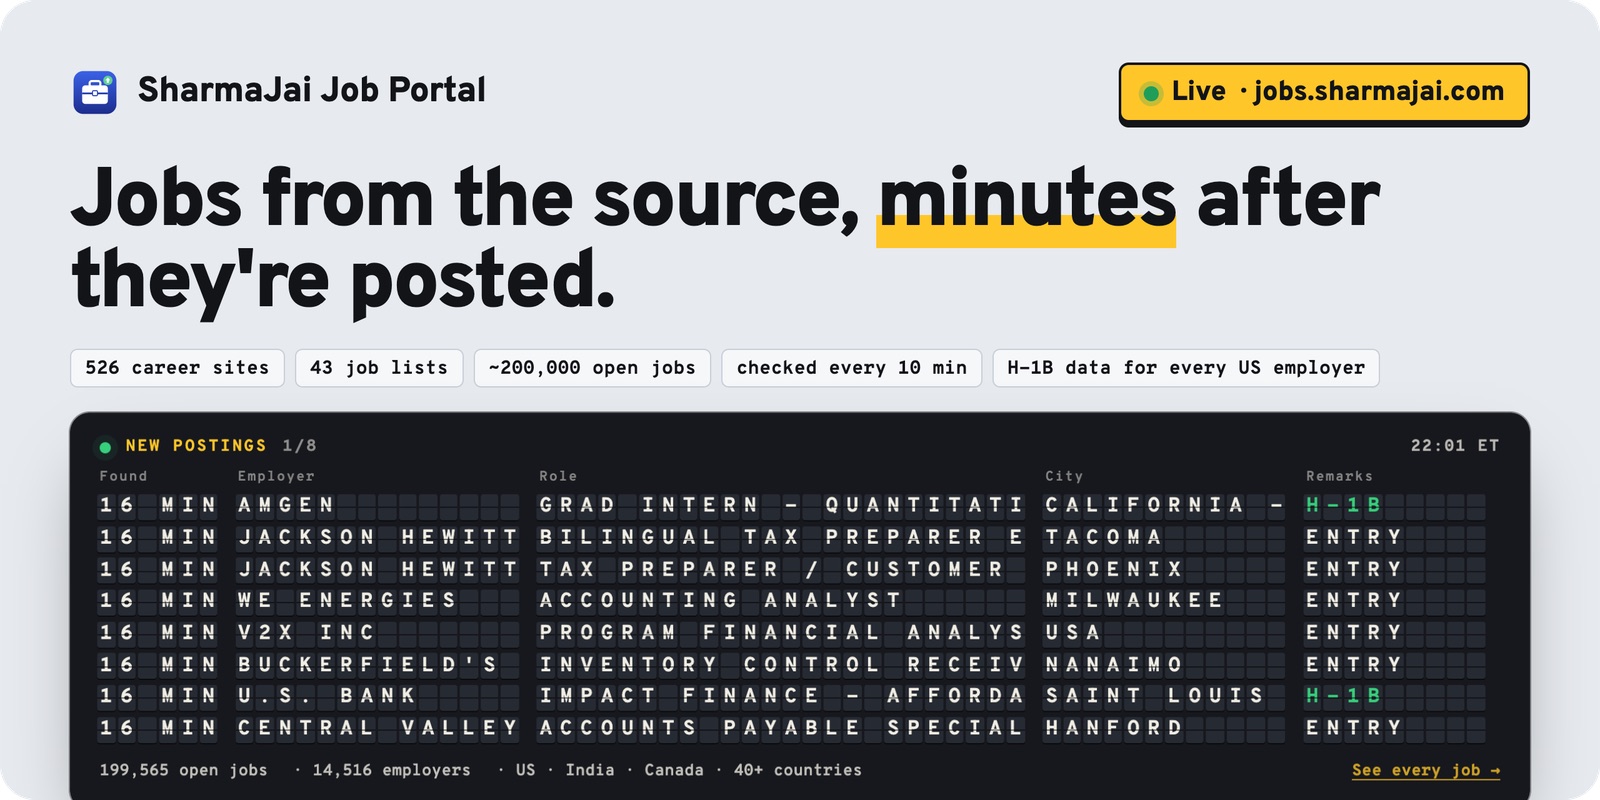 SharmaJai Job Portal
Live · jobs.sharmajai.com
Jobs from the source, minutes after
they're posted.
526 career sites 43 job lists ~200,000 open jobs checked every 10 min H-1B data for every US employer
NEW POSTINGS 1/8 22:01 ET
Found Employer Role City Remarks
16 MIN AMGEN GRAD INTERN - QUANTITATI CALIFORNIA - H-1B
16 MIN JACKSON HEWITT BILINGUAL TAX PREPARER E TACOMA ENTRY
16 MIN JACKSON HEWITT TAX PREPARER / CUSTOMER PHOENIX ENTRY
16 MIN WE ENERGIES ACCOUNTING ANALYST MILWAUKEE ENTRY
16 MIN V2X INC PROGRAM FINANCIAL ANALYS USA ENTRY
16 MIN BUCKERFIELD'S INVENTORY CONTROL RECEIV NANAIMO ENTRY
16 MIN U.S. BANK IMPACT FINANCE - AFFORDA SAINT LOUIS H-1B
16 MIN CENTRAL VALLEY ACCOUNTS PAYABLE SPECIAL HANFORD ENTRY
199,565 open jobs · 14,516 employers · US · India · Canada · 40+ countries See every job →